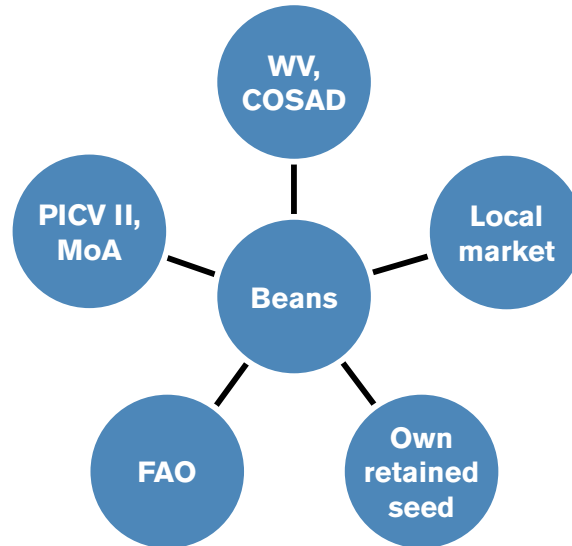 WV,
COSAD
PICV II,
MoA
Local
market
Beans
FAO
Own
retained
seed